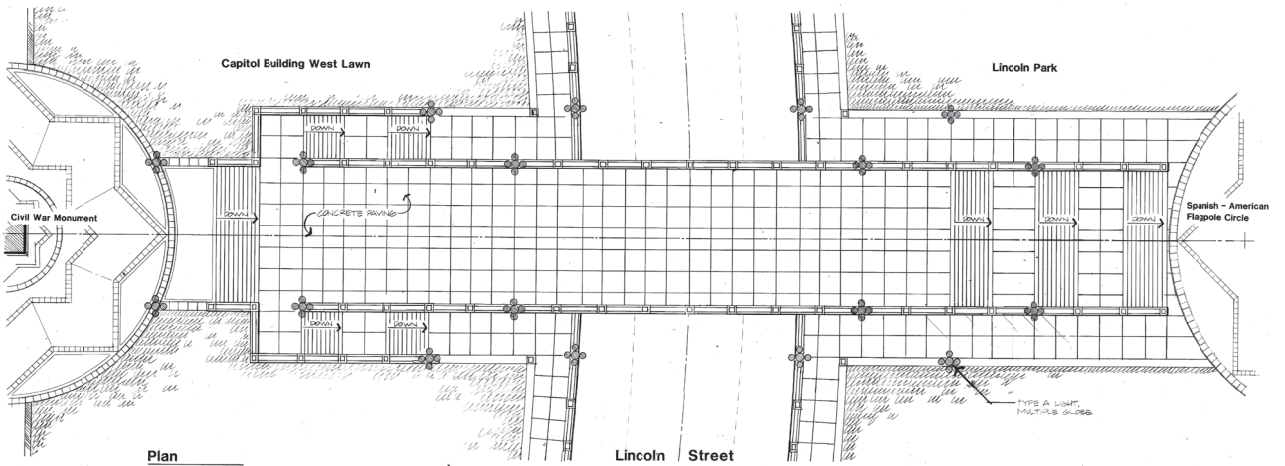 Capitol Building West Lawn
Lincoln Park
DOWN
DOWN
Civil War Monument
DOWN
CONCRETE PAVING
DOWN
DOWN
DOWN
Spanish - American
Flagpole Circle
DOWN
DOWN
TYPE A LIGHT,
MULTIPLE GLOBE
Plan
Lincoln Street